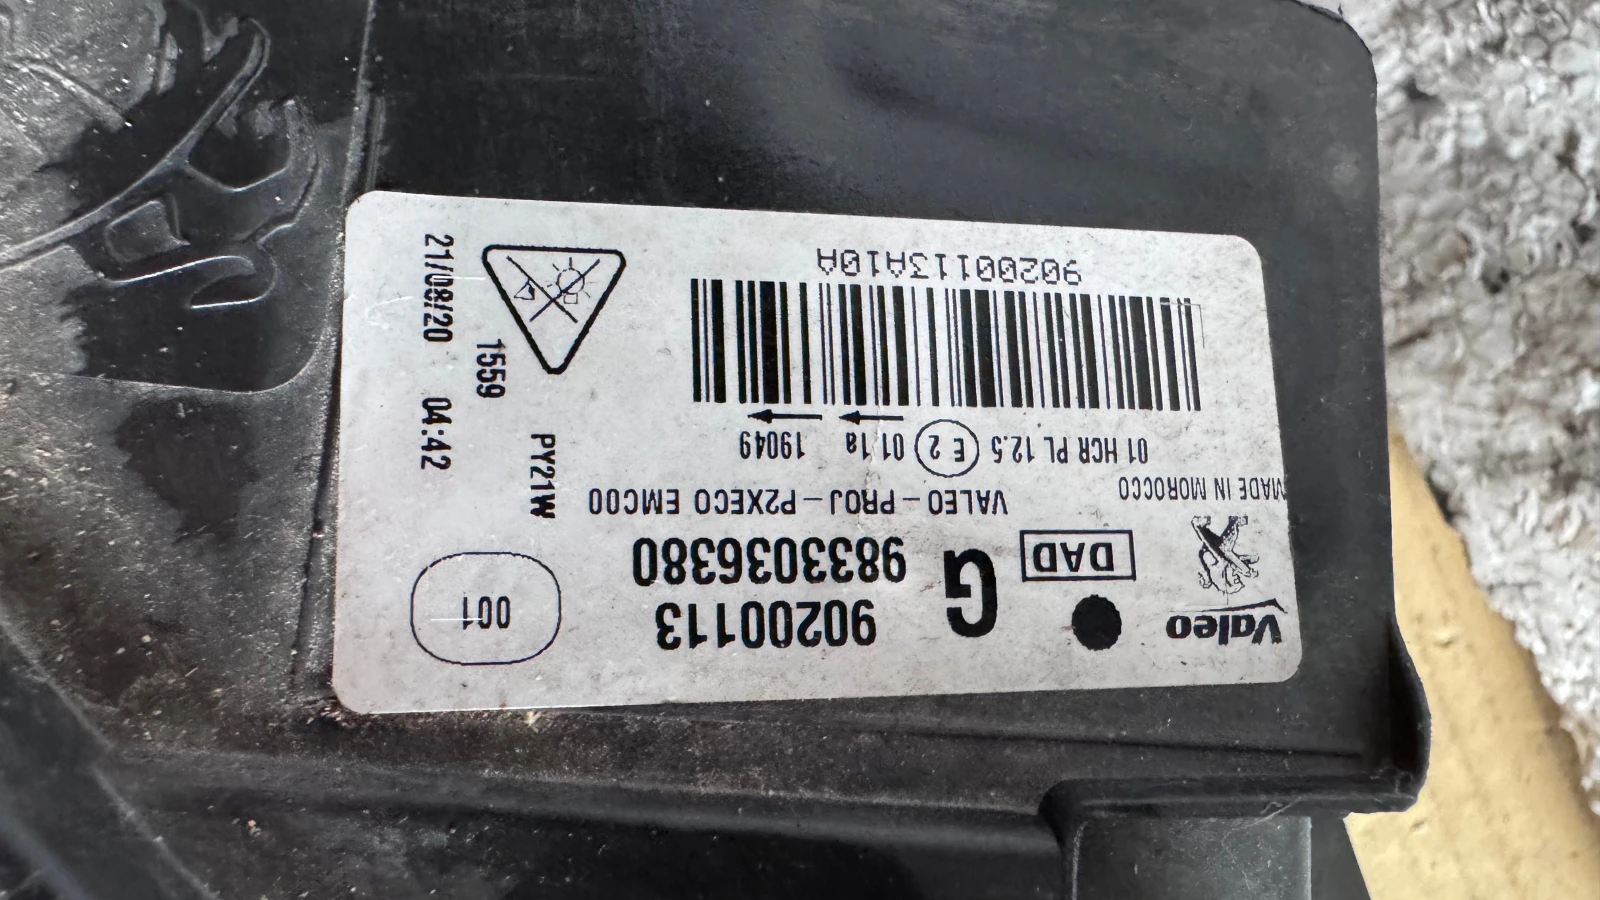 Valeo
DAD
G
90200113
9833036380
001
MADE IN MOROCCO
VALEO-PROJ-P2XECO EMC00
01 HCR PL 12.5 E2 01 1a 19049
90200113A10A
PY21W
1559
21/08/20 04:42